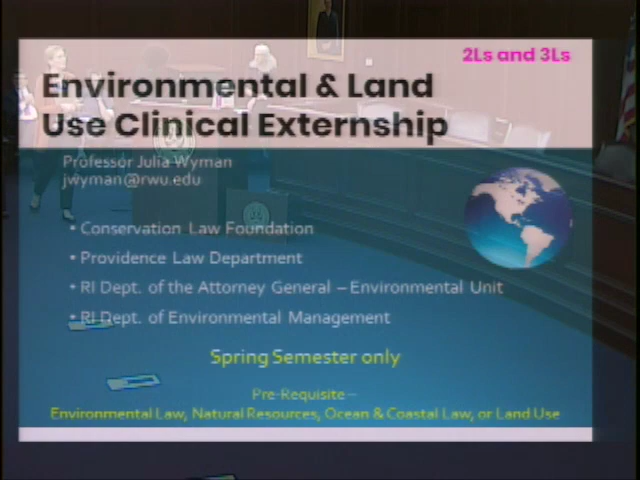 2Ls and 3Ls
Environmental & Land
Use Clinical Externship
Professor Julia Wyman
jwyman@rwu.edu
• Conservation Law Foundation
• Providence Law Department
• RI Dept. of the Attorney General – Environmental Unit
• RI Dept. of Environmental Management
Spring Semester only
Pre-Requisite –
Environmental Law, Natural Resources, Ocean & Coastal Law, or Land Use